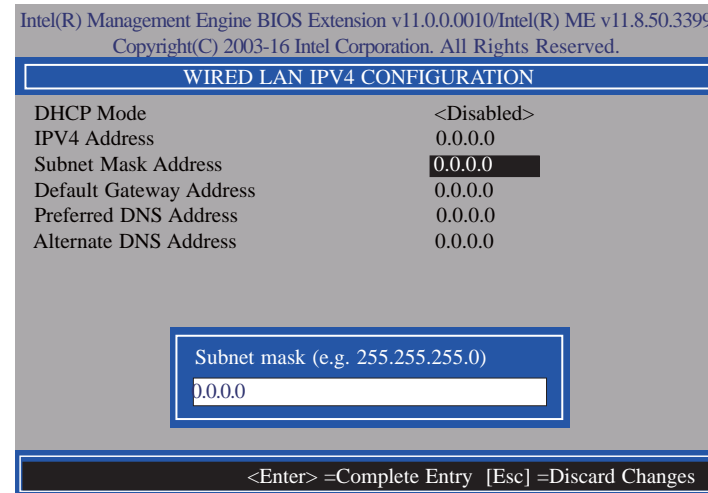 Intel(R) Management Engine BIOS Extension v11.0.0.0010/Intel(R) ME v11.8.50.3399
Copyright(C) 2003-16 Intel Corporation. All Rights Reserved.
WIRED LAN IPV4 CONFIGURATION
DHCP Mode <Disabled>
IPV4 Address 0.0.0.0
Subnet Mask Address 0.0.0.0
Default Gateway Address 0.0.0.0
Preferred DNS Address 0.0.0.0
Alternate DNS Address 0.0.0.0
Subnet mask (e.g. 255.255.255.0)
0.0.0.0
<Enter> =Complete Entry [Esc] =Discard Changes